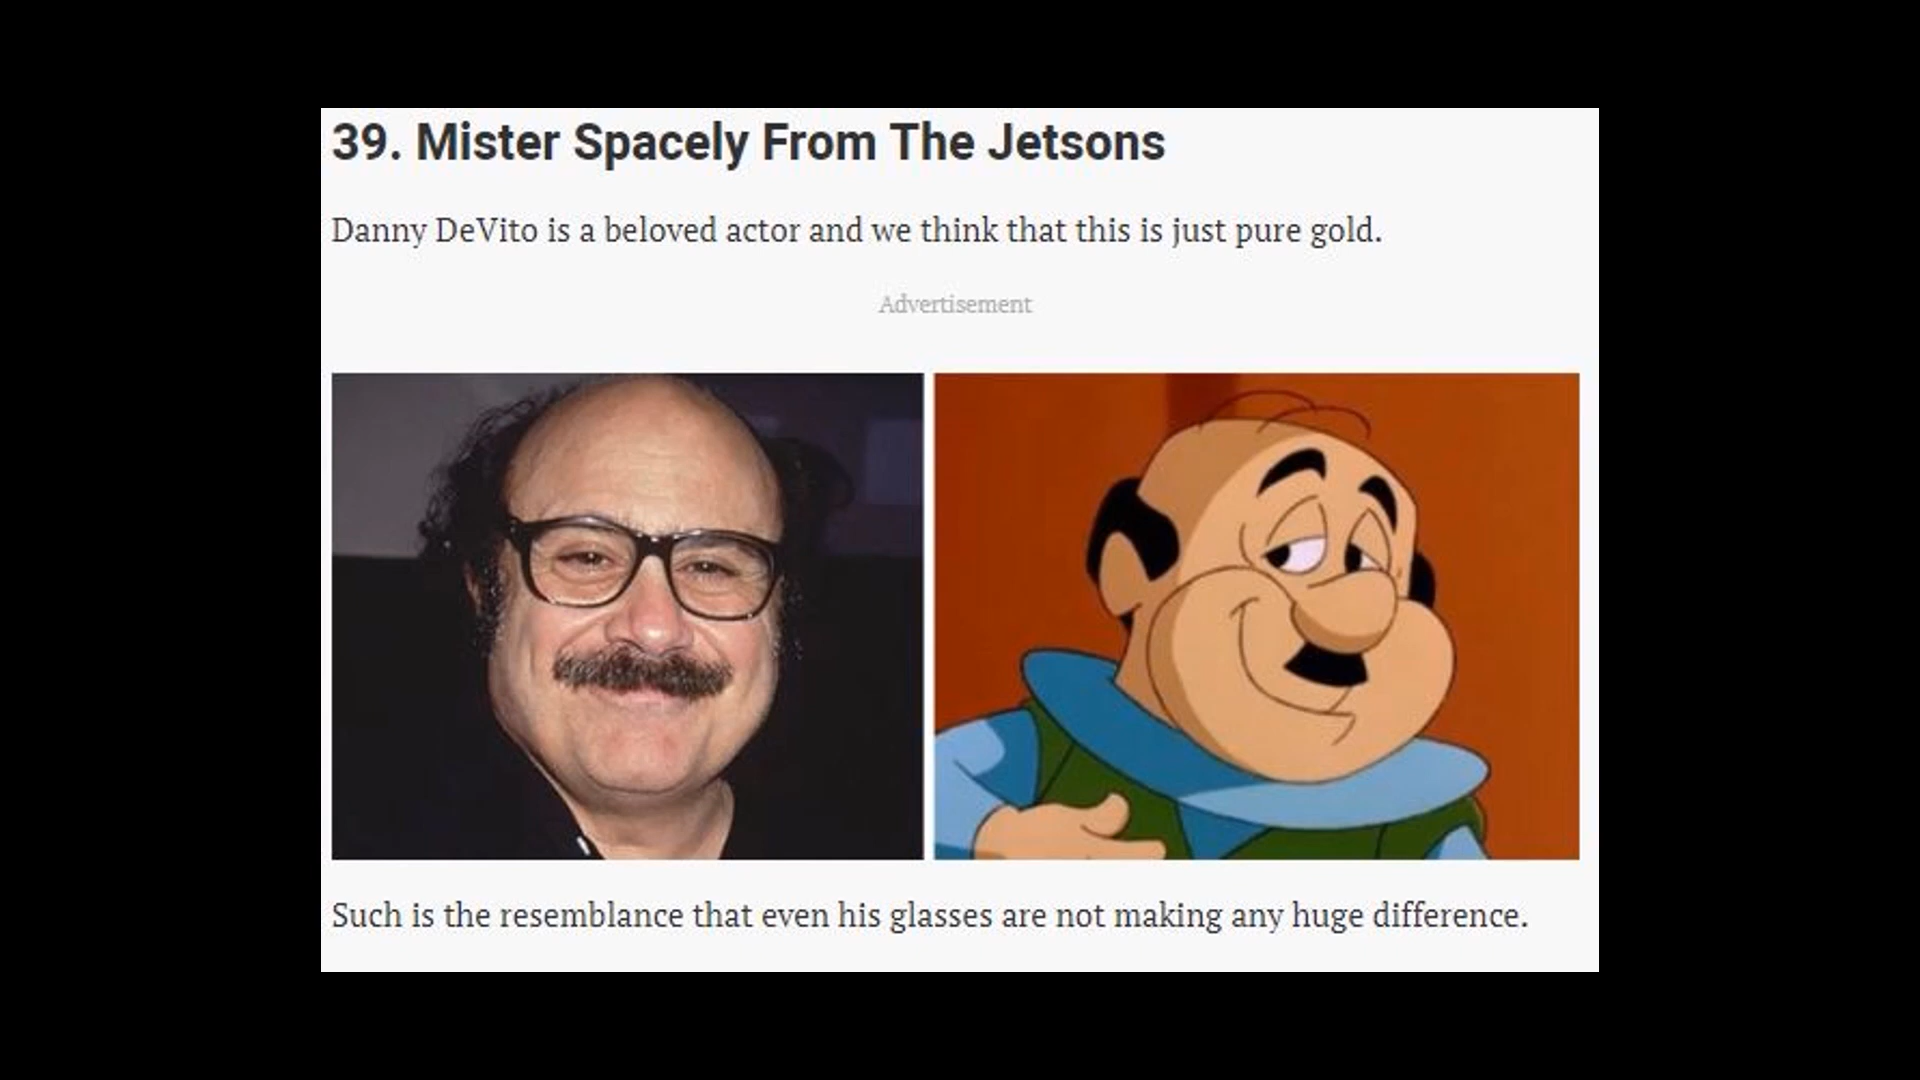 39. Mister Spacely From The Jetsons
Danny DeVito is a beloved actor and we think that this is just pure gold.
Advertisement
Such is the resemblance that even his glasses are not making any huge difference.